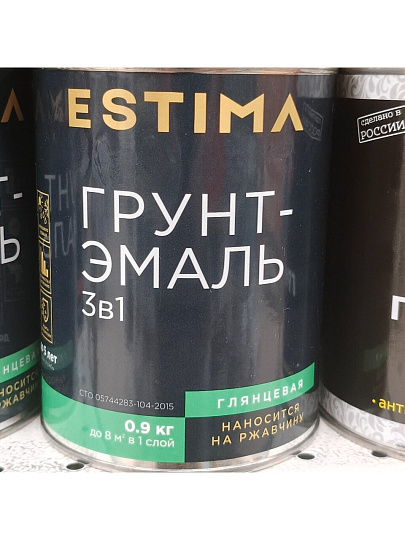 ESTIMA
ГРУНТ-
ЭМАЛЬ
3в1
лет
СТО 05744283-104-2015
ГЛЯНЦЕВАЯ
0.9 кг
до 8 м² в 1 слой
НАНОСИТСЯ
НА РЖАВЧИНУ
сделано в
РОССИИ